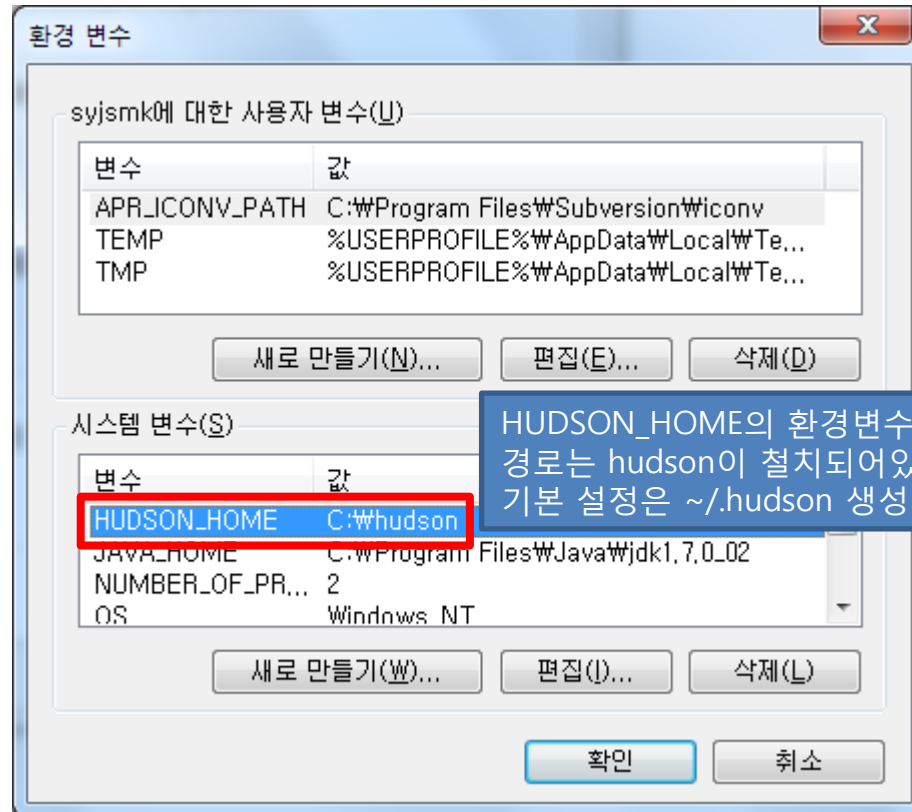 환경 변수
syjsmk에 대한 사용자 변수(U)
변수 값
APR_ICONV_PATH C:₩Program Files₩Subversion₩iconv
TEMP %USERPROFILE%₩AppData₩Local₩Te...
TMP %USERPROFILE%₩AppData₩Local₩Te...
새로 만들기(N)... 편집(E)... 삭제(D)
시스템 변수(S)
HUDSON_HOME의 환경변수
경로는 hudson이 철치되어있
기본 설정은 ~/.hudson 생성
변수 값
HUDSON_HOME C:₩hudson
JAVA_HOME C:₩Program Files₩Java₩jdk1.7.0_02
NUMBER_OF_PR... 2
OS Windows_NT
새로 만들기(W)... 편집(I)... 삭제(L)
확인 취소